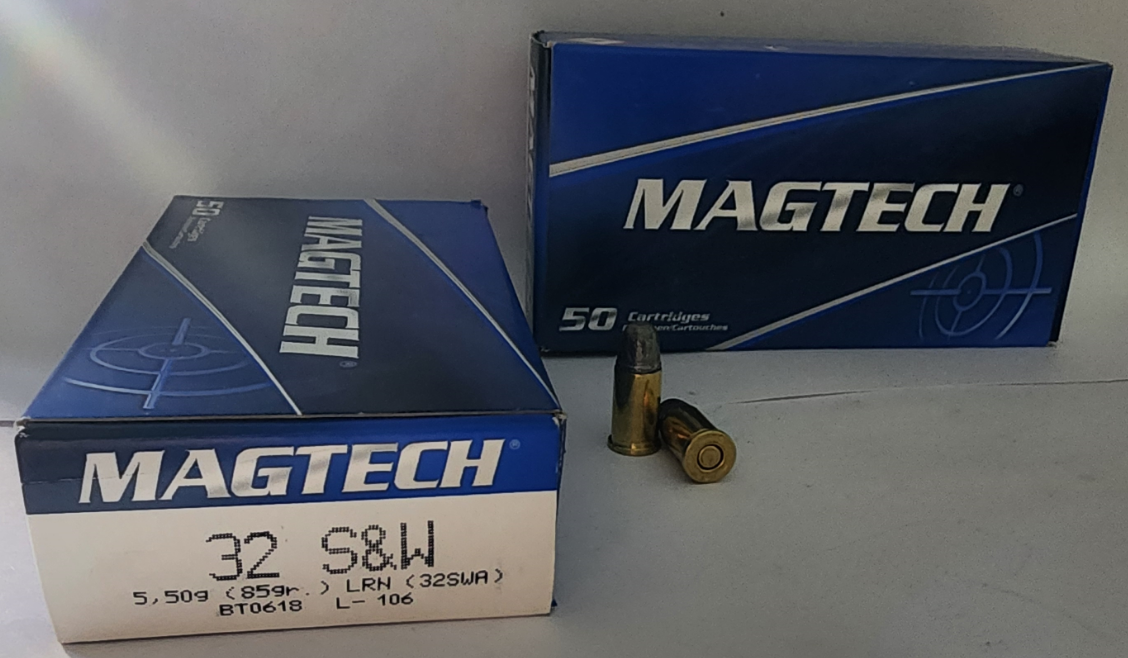 MAGTECH®
50 Cartridges
MAGTECH®
50
MAGTECH®
32 S&W
5,50g (85gr.) LRN (32SWA)
BT0618 L- 106